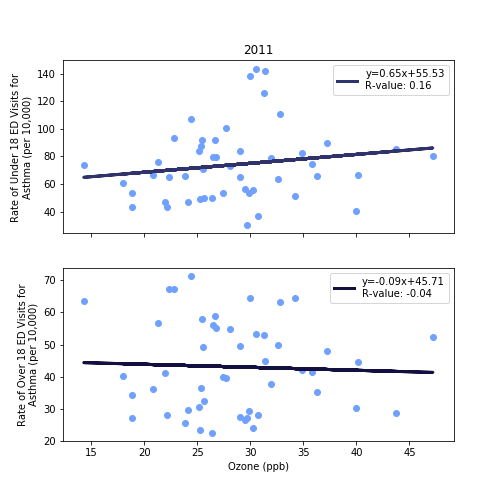 2011
Rate of Under 18 ED Visits for
Asthma (per 10,000)
140
120
100
80
60
40
y=0.65x+55.53
R-value: 0.16
Rate of Over 18 ED Visits for
Asthma (per 10,000)
70
60
50
40
30
20
y=-0.09x+45.71
R-value: -0.04
15 20 25 30 35 40 45
Ozone (ppb)